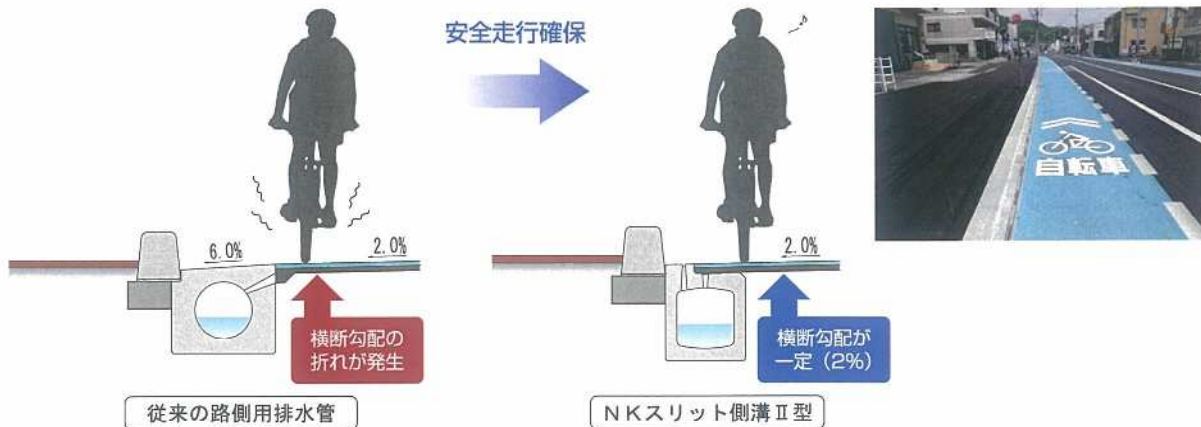 安全走行確保
6.0%
2.0%
横断勾配の
折れが発生
従来の路側用排水管
2.0%
横断勾配が
一定(2%)
NKスリット側溝Ⅱ型
自転車